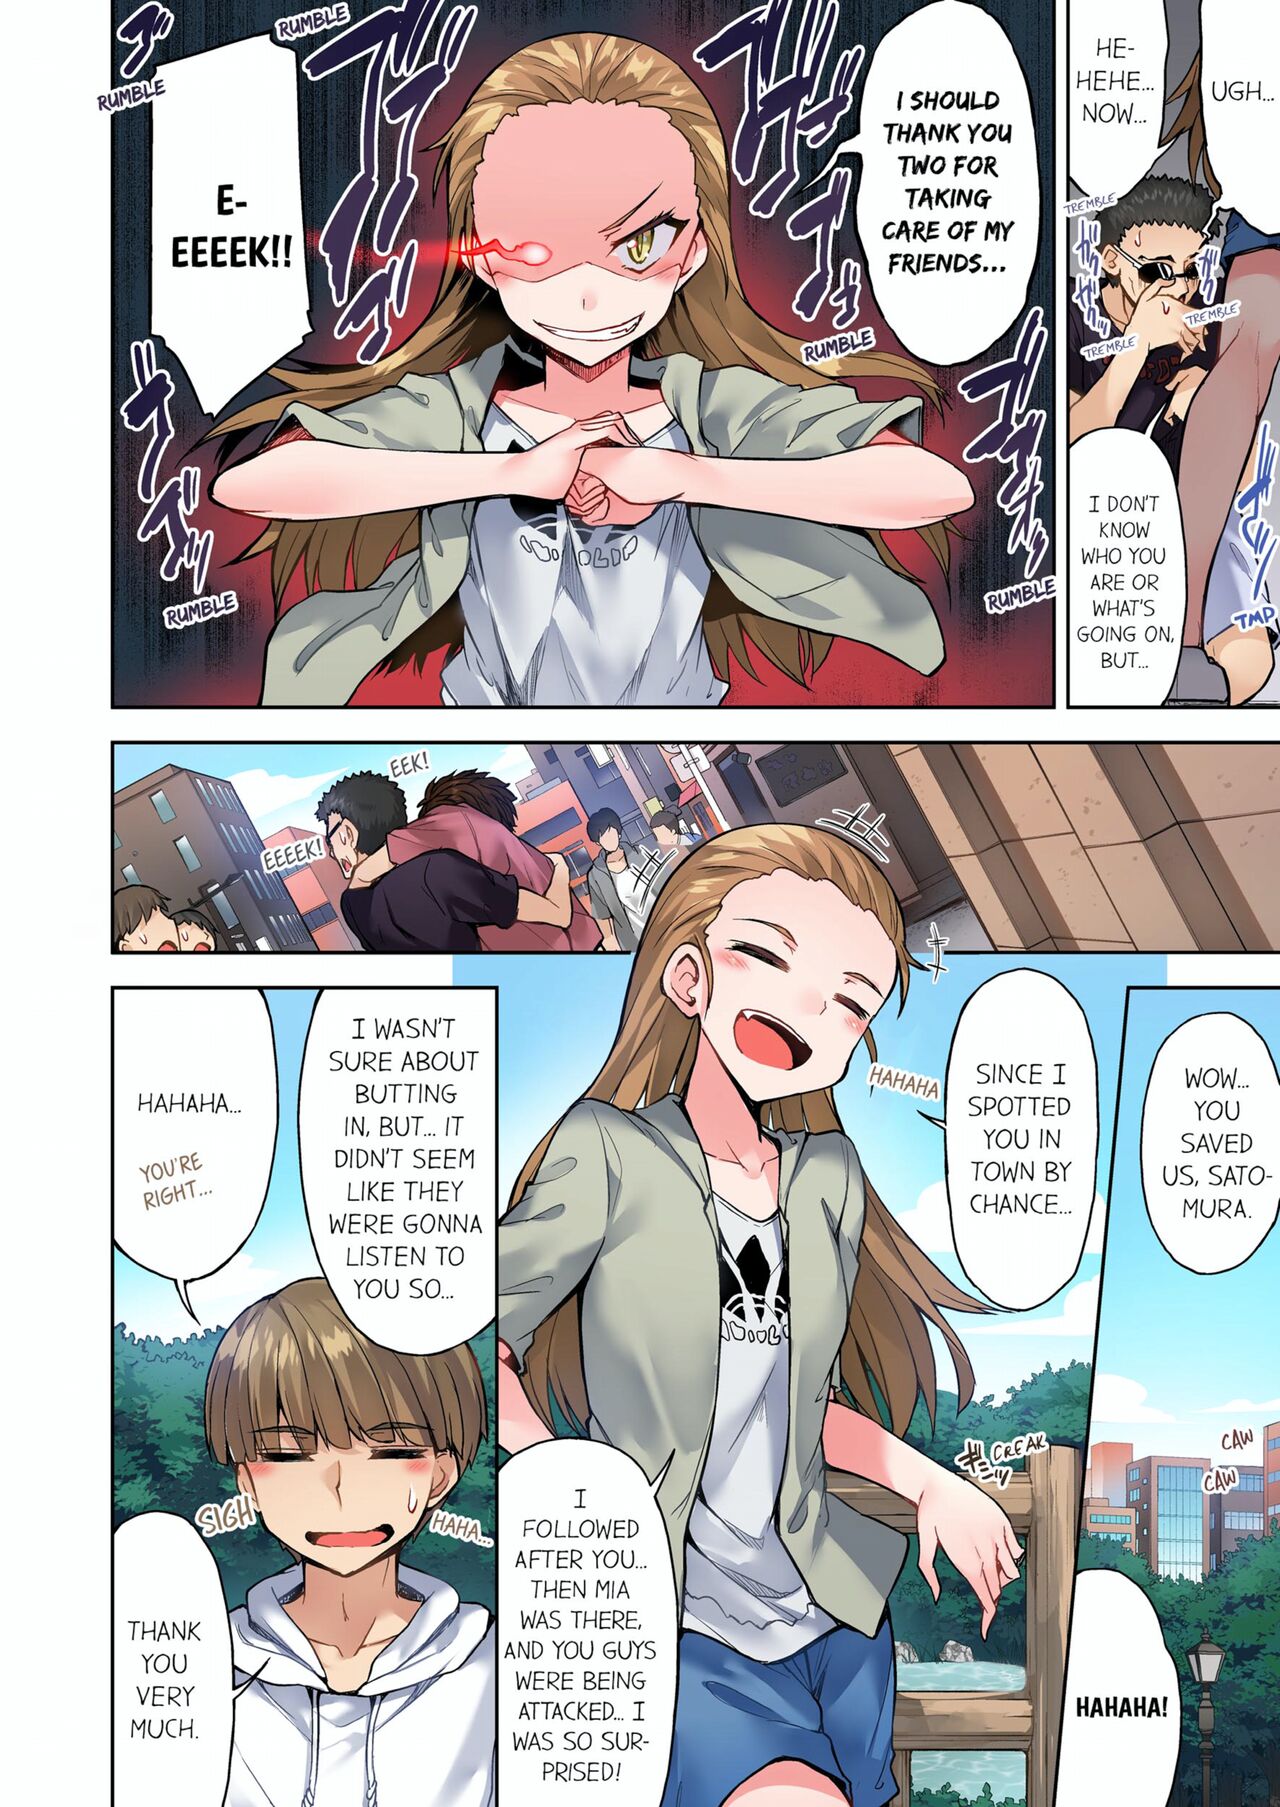 UGH...
HE-
HEHE...
NOW...
TREMBLE
TREMBLE
TREMBLE
I DON'T
KNOW
WHO YOU
ARE OR
WHAT'S
GOING ON,
BUT...
TMP
I SHOULD
THANK YOU
TWO FOR
TAKING
CARE OF MY
FRIENDS...
RUMBLE
RUMBLE
RUMBLE
RUMBLE
RUMBLE
E-
EEEEK!!
EEK!
EEEEK!
WOW...
YOU
SAVED
US, SATO-
MURA.
CAW
CAW
HAHAHA!
SINCE I
SPOTTED
YOU IN
TOWN BY
CHANCE...
HAHAHA
CREAK
I
FOLLOWED
AFTER YOU...
THEN MIA
WAS THERE,
AND YOU GUYS
WERE BEING
ATTACKED... I
WAS SO SUR-
PRISED!
I WASN'T
SURE ABOUT
BUTTING
IN, BUT... IT
DIDN'T SEEM
LIKE THEY
WERE GONNA
LISTEN TO
YOU SO...
HAHAHA...
YOU'RE
RIGHT...
SIGH
HAHA...
THANK
YOU
VERY
MUCH.